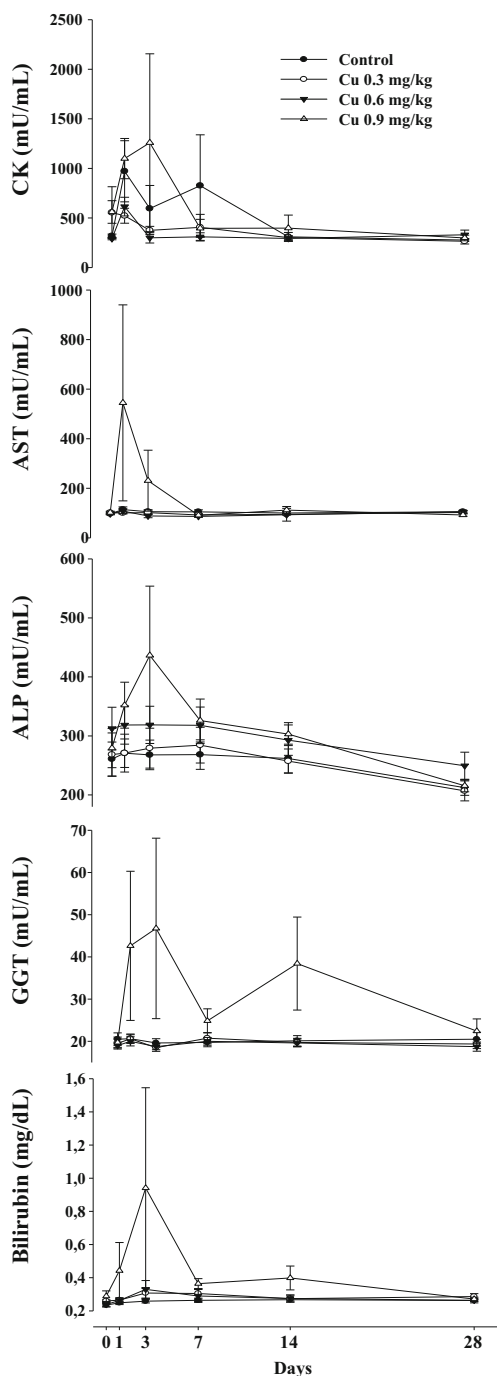 Control
Cu 0.3 mg/kg
Cu 0.6 mg/kg
Cu 0.9 mg/kg
CK (mU/mL)
2500
2000
1500
1000
500
0
AST (mU/mL)
1000
800
600
400
200
0
ALP (mU/mL)
600
500
400
300
200
GGT (mU/mL)
70
60
50
40
30
20
Bilirubin (mg/dL)
1,6
1,4
1,2
1,0
0,8
0,6
0,4
0,2
0 1 3 7 14 28
Days